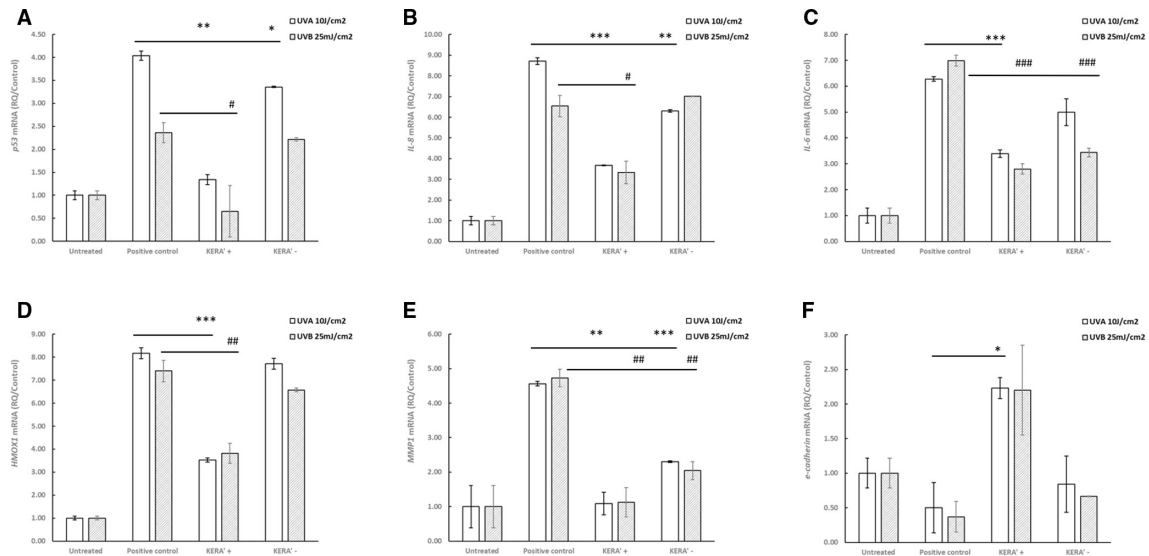 A
UVA 10J/cm2
UVB 25mJ/cm2
** *
#
p53 mRNA (RQ/Control)
4.50
4.00
3.50
3.00
2.50
2.00
1.50
1.00
0.50
0.00
Untreated Positive control KERA' + KERA' -
B
UVA 10J/cm2
UVB 25mJ/cm2
*** **
#
IL-8 mRNA (RQ/Control)
10.00
9.00
8.00
7.00
6.00
5.00
4.00
3.00
2.00
1.00
0.00
Untreated Positive control KERA' + KERA' -
C
UVA 10J/cm2
UVB 25mJ/cm2
***
### ###
IL-6 mRNA (RQ/Control)
8.00
7.00
6.00
5.00
4.00
3.00
2.00
1.00
0.00
Untreated Positive control KERA' + KERA' -
D
UVA 10J/cm2
UVB 25mJ/cm2
***
##
HMOX1 mRNA (RQ/Control)
9.00
8.00
7.00
6.00
5.00
4.00
3.00
2.00
1.00
0.00
Untreated Positive control KERA' + KERA' -
E
UVA 10J/cm2
UVB 25mJ/cm2
** ***
## ##
MMP1 mRNA (RQ/Control)
6.00
5.00
4.00
3.00
2.00
1.00
0.00
Untreated Positive control KERA' + KERA' -
F
UVA 10J/cm2
UVB 25mJ/cm2
*
e-cadherin mRNA (RQ/Control)
3.00
2.50
2.00
1.50
1.00
0.50
0.00
Untreated Positive control KERA' + KERA' -